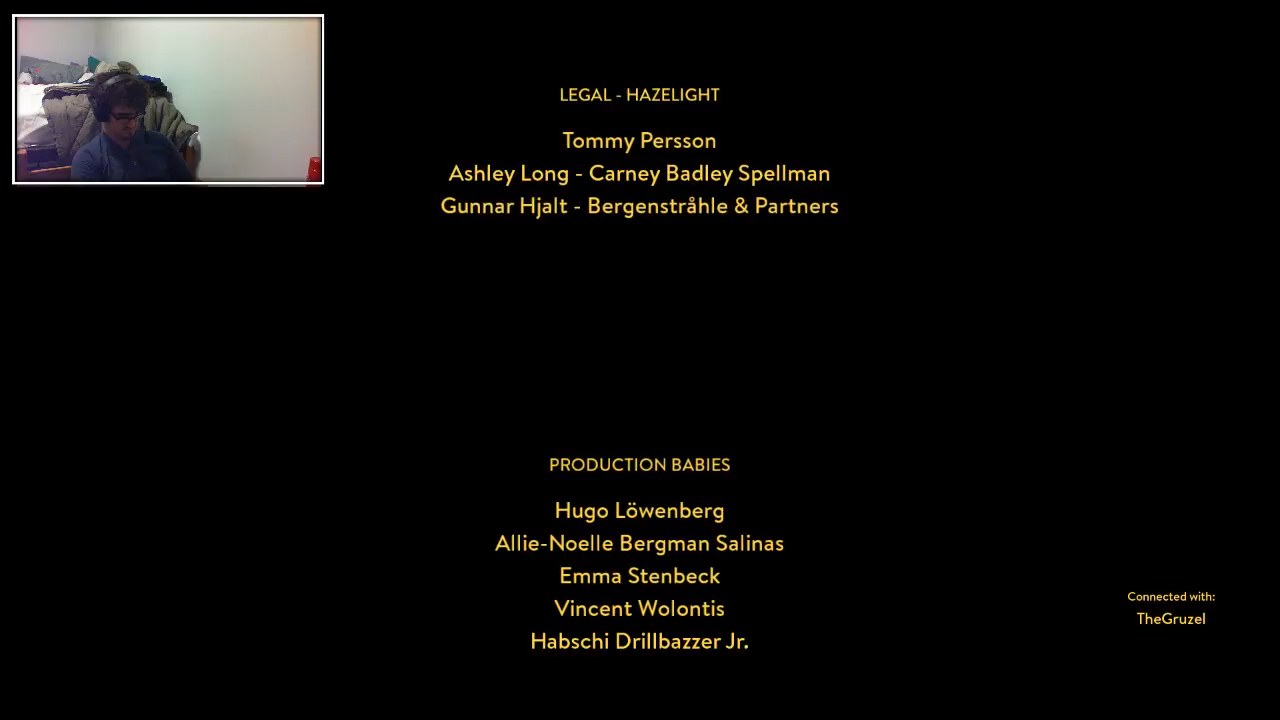 LEGAL - HAZELIGHT
Tommy Persson
Ashley Long - Carney Badley Spellman
Gunnar Hjalt - Bergenstråhle & Partners
PRODUCTION BABIES
Hugo Löwenberg
Allie-Noelle Bergman Salinas
Emma Stenbeck
Vincent Wolontis
Habschi Drillbazzer Jr.
Connected with:
TheGruzel